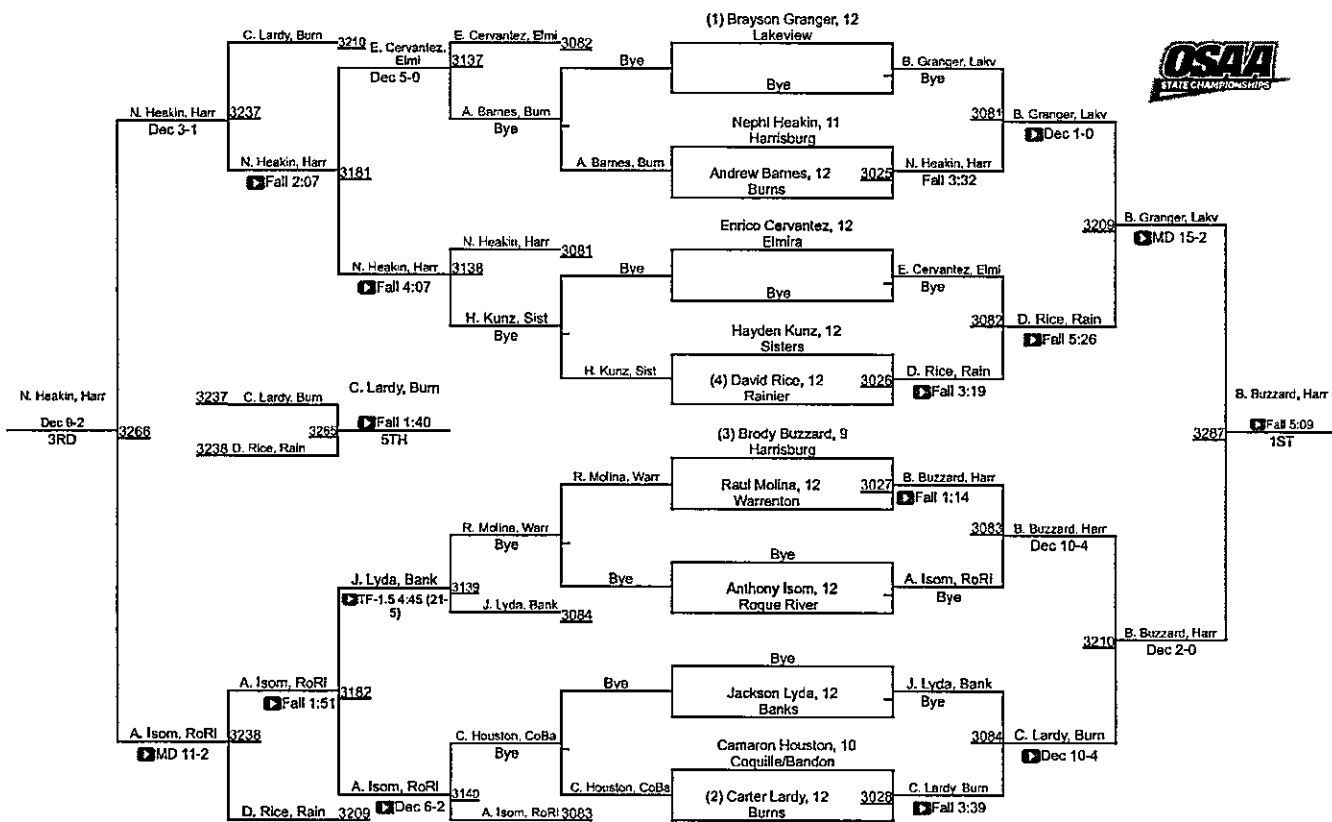 OSAA
STATE CHAMPIONSHIPS
C. Lardy, Burn
3210
N. Heakin, Harr
Dec 3-1
3237
N. Heakin, Harr
Fall 2:07
E. Cervantez,
Elmi
Dec 5-0
3181
N. Heakin, Harr
Fall 4:07
E. Cervantez, Elmi
3082
3137
A. Barnes, Burn
Bye
Bye
A. Barnes, Burn
N. Heakin, Harr
3081
3138
H. Kunz, Sist
Bye
Bye
H. Kunz, Sist
(1) Brayson Granger, 12
Lakeview
Bye
B. Granger, Lakv
Bye
Nephi Heakin, 11
Harrisburg
Andrew Barnes, 12
Burns
3025
N. Heakin, Harr
Fall 3:32
3081
B. Granger, Lakv
Dec 1-0
Enrico Cervantez, 12
Elmira
Bye
E. Cervantez, Elmi
Bye
Hayden Kunz, 12
Sisters
(4) David Rice, 12
Rainier
3026
D. Rice, Rain
Fall 3:19
3082
D. Rice, Rain
Fall 5:26
3209
B. Granger, Lakv
MD 15-2
N. Heakin, Harr
Dec 9-2
3RD
3266
3237
C. Lardy, Burn
3238
D. Rice, Rain
3265
C. Lardy, Burn
Fall 1:40
5TH
3287
B. Buzzard, Harr
Fall 5:09
1ST
(3) Brody Buzzard, 9
Harrisburg
Raul Molina, 12
Warrenton
3027
B. Buzzard, Harr
Fall 1:14
Bye
Anthony Isom, 12
Rogue River
A. Isom, RoRI
Bye
3083
B. Buzzard, Harr
Dec 10-4
R. Molina, Warr
Bye
R. Molina, Warr
Bye
J. Lyda, Bank
3084
3139
J. Lyda, Bank
TF-1.5 4:45 (21-
5)
3182
A. Isom, RoRI
Fall 1:51
A. Isom, RoRI
MD 11-2
3238
D. Rice, Rain
3209
A. Isom, RoRI
Dec 6-2
3140
C. Houston, CoBa
Bye
A. Isom, RoRI
3083
Bye
C. Houston, CoBa
Bye
Jackson Lyda, 12
Banks
J. Lyda, Bank
Bye
Camaron Houston, 10
Coquille/Bandon
(2) Carter Lardy, 12
Burns
3028
C. Lardy, Burn
Fall 3:39
3084
C. Lardy, Burn
Dec 10-4
3210
B. Buzzard, Harr
Dec 2-0